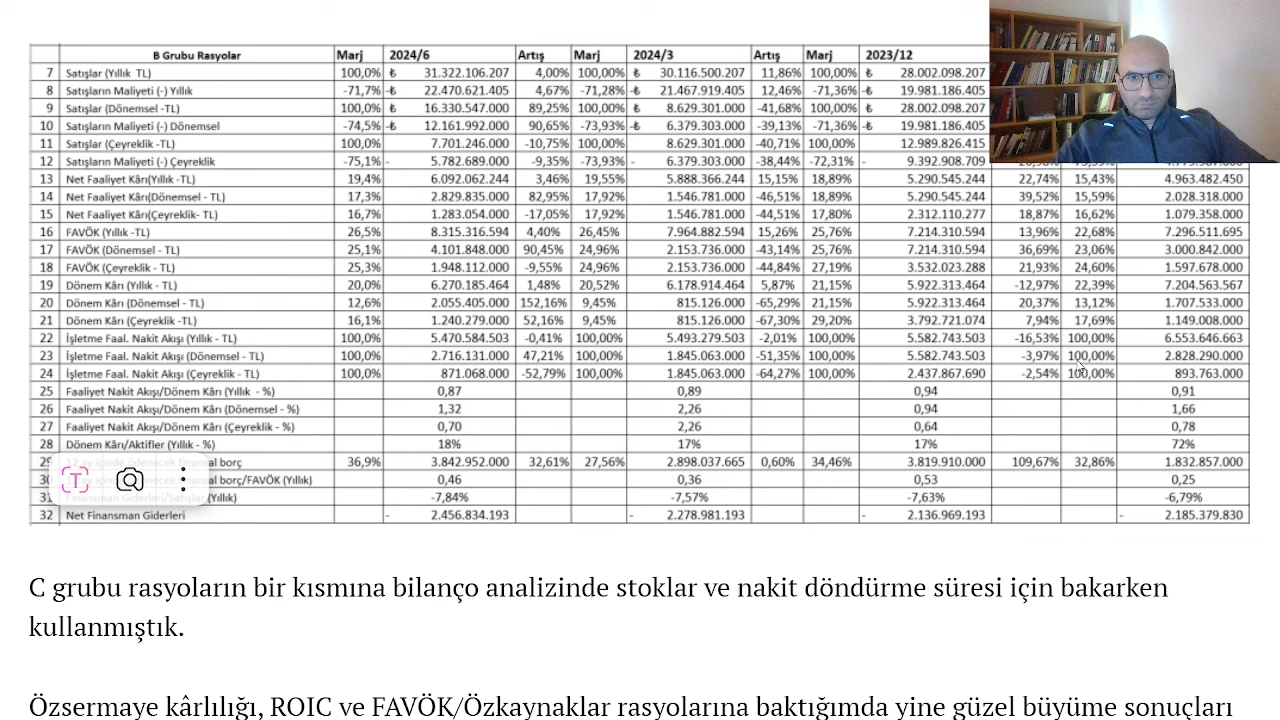 B Grubu Rasyolar Marj 2024/6 Artış Marj 2024/3 Artış Marj 2023/12
7 Satışlar (Yıllık TL) 100,0% ₺ 31.322.106.207 4,00% 100,00% ₺ 30.116.500.207 11,86% 100,00% ₺ 28.002.098.207
8 Satışların Maliyeti (-) Yıllık -71,7% -₺ 22.470.621.405 4,67% -71,28% -₺ 21.467.919.405 12,46% -71,36% -₺ 19.981.186.405
9 Satışlar (Dönemsel -TL) 100,0% ₺ 16.330.547.000 89,25% 100,00% ₺ 8.629.301.000 -41,68% 100,00% ₺ 28.002.098.207
10 Satışların Maliyeti (-) Dönemsel -74,5% -₺ 12.161.992.000 90,65% -73,93% -₺ 6.379.303.000 -39,13% -71,36% -₺ 19.981.186.405
11 Satışlar (Çeyreklik -TL) 100,0% 7.701.246.000 -10,75% 100,00% 8.629.301.000 -40,71% 100,00% 12.989.826.415
12 Satışların Maliyeti (-) Çeyreklik -75,1% - 5.782.689.000 -9,35% -73,93% - 6.379.303.000 -38,44% -72,31% - 9.392.908.709
13 Net Faaliyet Kârı(Yıllık -TL) 19,4% 6.092.062.244 3,46% 19,55% 5.888.366.244 15,15% 18,89% 5.290.545.244 22,74% 15,43% 4.963.482.450
14 Net Faaliyet Kârı(Dönemsel - TL) 17,3% 2.829.835.000 82,95% 17,92% 1.546.781.000 -46,51% 18,89% 5.290.545.244 39,52% 15,59% 2.028.318.000
15 Net Faaliyet Kârı(Çeyreklik- TL) 16,7% 1.283.054.000 -17,05% 17,92% 1.546.781.000 -44,51% 17,80% 2.312.110.277 18,87% 16,62% 1.079.358.000
16 FAVÖK (Yıllık -TL) 26,5% 8.315.316.594 4,40% 26,45% 7.964.882.594 15,26% 25,76% 7.214.310.594 13,96% 22,68% 7.296.511.695
17 FAVÖK (Dönemsel - TL) 25,1% 4.101.848.000 90,45% 24,96% 2.153.736.000 -43,14% 25,76% 7.214.310.594 36,69% 23,06% 3.000.842.000
18 FAVÖK (Çeyreklik - TL) 25,3% 1.948.112.000 -9,55% 24,96% 2.153.736.000 -44,84% 27,19% 3.532.023.288 21,93% 24,60% 1.597.678.000
19 Dönem Kârı (Yıllık - TL) 20,0% 6.270.185.464 1,48% 20,52% 6.178.914.464 5,87% 21,15% 5.922.313.464 -12,97% 22,39% 7.204.563.567
20 Dönem Kârı (Dönemsel - TL) 12,6% 2.055.405.000 152,16% 9,45% 815.126.000 -65,29% 21,15% 5.922.313.464 20,37% 13,12% 1.707.533.000
21 Dönem Kârı (Çeyreklik -TL) 16,1% 1.240.279.000 52,16% 9,45% 815.126.000 -67,30% 29,20% 3.792.721.074 7,94% 17,69% 1.149.008.000
22 İşletme Faal. Nakit Akışı (Yıllık - TL) 100,0% 5.470.584.503 -0,41% 100,00% 5.493.279.503 -2,01% 100,00% 5.582.743.503 -16,53% 100,00% 6.553.646.663
23 İşletme Faal. Nakit Akışı (Dönemsel - TL) 100,0% 2.716.131.000 47,21% 100,00% 1.845.063.000 -51,35% 100,00% 5.582.743.503 -3,97% 100,00% 2.828.290.000
24 İşletme Faal. Nakit Akışı (Çeyreklik - TL) 100,0% 871.068.000 -52,79% 100,00% 1.845.063.000 -64,27% 100,00% 2.437.867.690 -2,54% 100,00% 893.763.000
25 Faaliyet Nakit Akışı/Dönem Kârı (Yıllık - %) 0,87 0,89 0,94 0,91
26 Faaliyet Nakit Akışı/Dönem Kârı (Dönemsel - %) 1,32 2,26 0,94 1,66
27 Faaliyet Nakit Akışı/Dönem Kârı (Çeyreklik - %) 0,70 2,26 0,64 0,78
28 Dönem Kârı/Aktifler (Yıllık - %) 18% 17% 17% 72%
29 borç 36,9% 3.842.952.000 32,61% 27,56% 2.898.037.665 0,60% 34,46% 3.819.910.000 109,67% 32,86% 1.832.857.000
30 borç/FAVÖK (Yıllık) 0,46 0,36 0,53 0,25
31 Finansman Giderleri/Satışlar (Yıllık) -7,84% -7,57% -7,63% -6,79%
32 Net Finansman Giderleri - 2.456.834.193 - 2.278.981.193 - 2.136.969.193 - 2.185.379.830
C grubu rasyoların bir kısmına bilanço analizinde stoklar ve nakit döndürme süresi için bakarken
kullanmıştık.
Özsermaye kârlılığı, ROIC ve FAVÖK/Özkaynaklar rasyolarına baktığımda yine güzel büyüme sonuçları